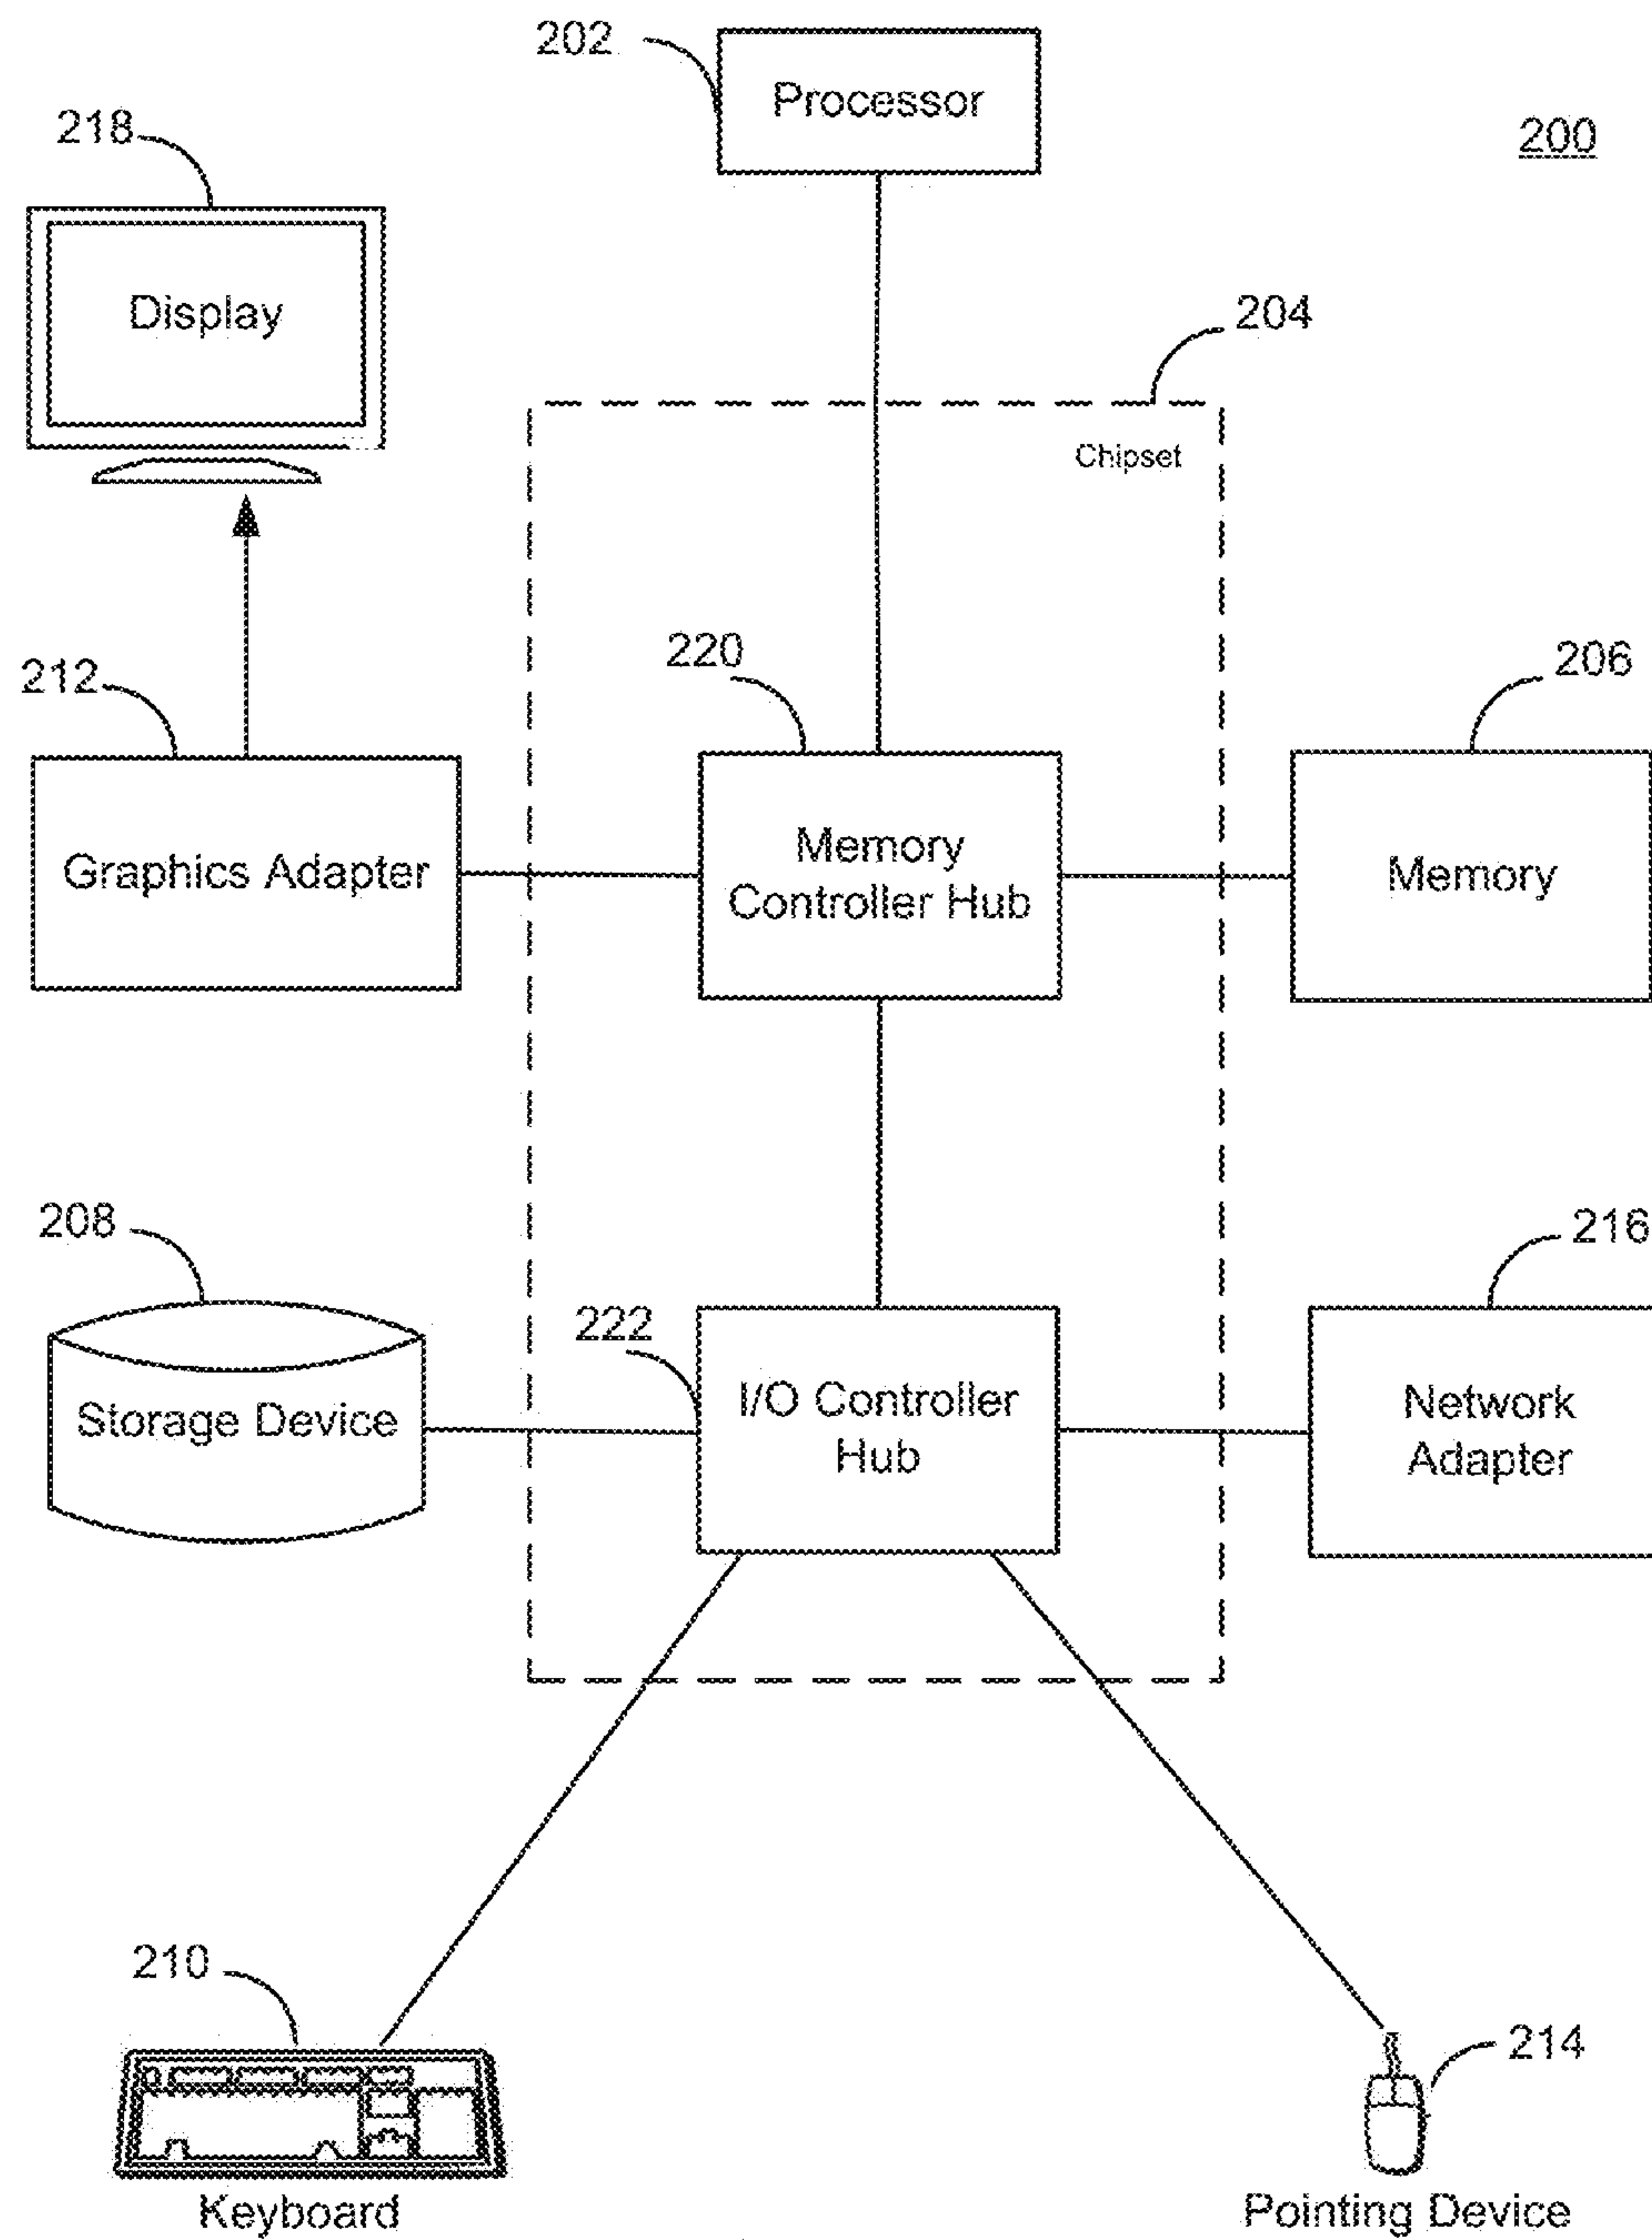 202
Processor
200
218
Display
204
Chipset
212
220
206
Graphics Adapter
Memory
Controller Hub
Memory
208
222
216
Storage Device
I/O Controller
Hub
Network
Adapter
210
214
Keyboard
Pointing Device